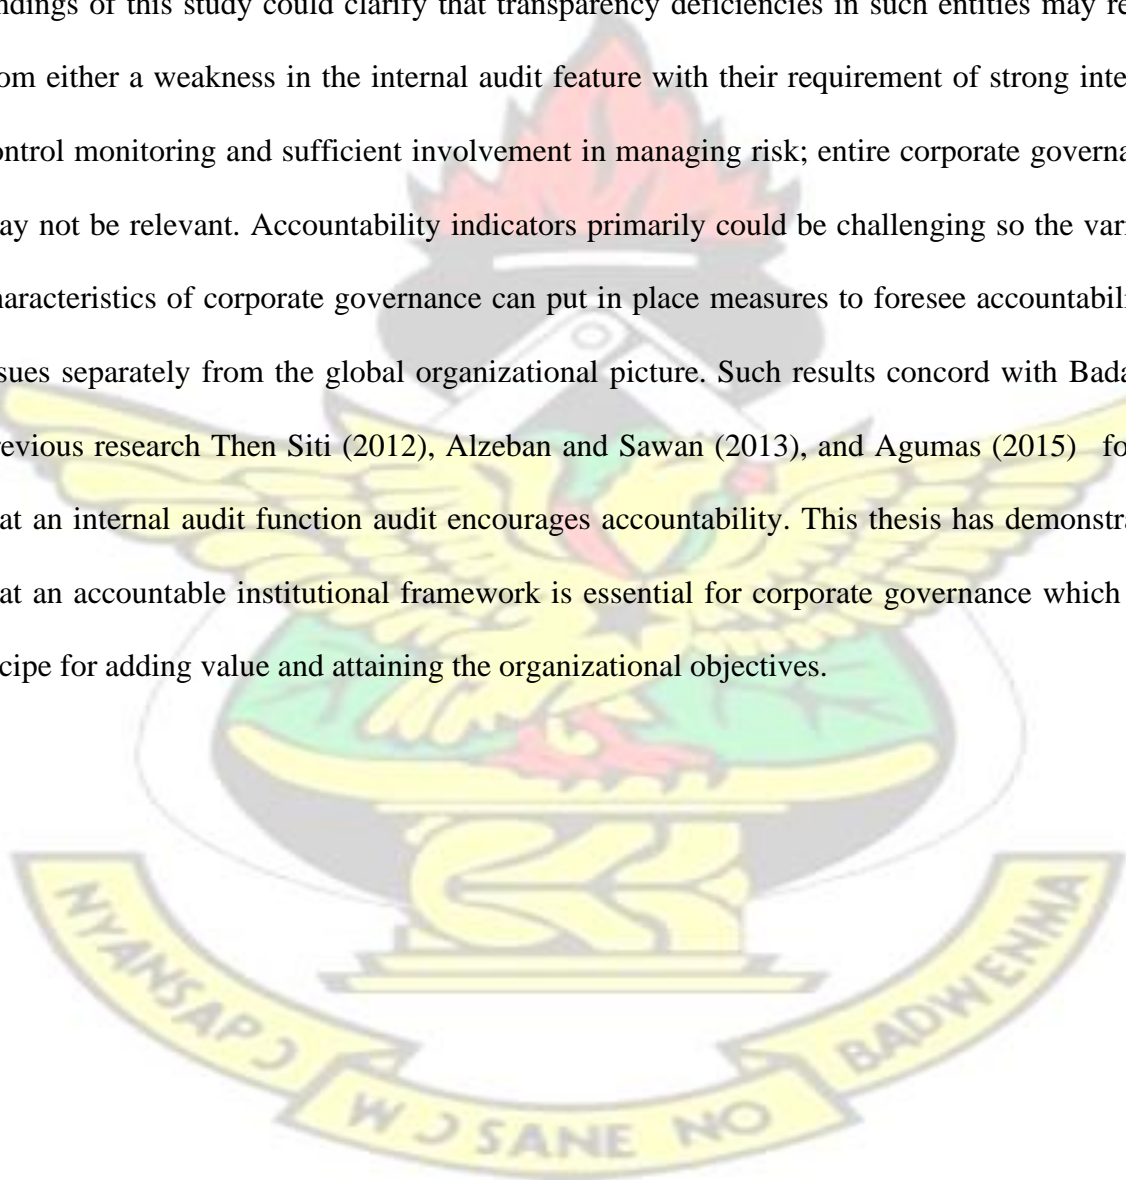 ndings of this study could clarify that transparency deficiencies in such entities may re
om either a weakness in the internal audit feature with their requirement of strong inte
ontrol monitoring and sufficient involvement in managing risk; entire corporate governa
ay not be relevant. Accountability indicators primarily could be challenging so the vari
haracteristics of corporate governance can put in place measures to foresee accountabili
sues separately from the global organizational picture. Such results concord with Bada
revious research Then Siti (2012), Alzeban and Sawan (2013), and Agumas (2015) fo
at an internal audit function audit encourages accountability. This thesis has demonstra
at an accountable institutional framework is essential for corporate governance which
cipe for adding value and attaining the organizational objectives.
NYANSAPƆ
WƆSANE NO
BADWENMA